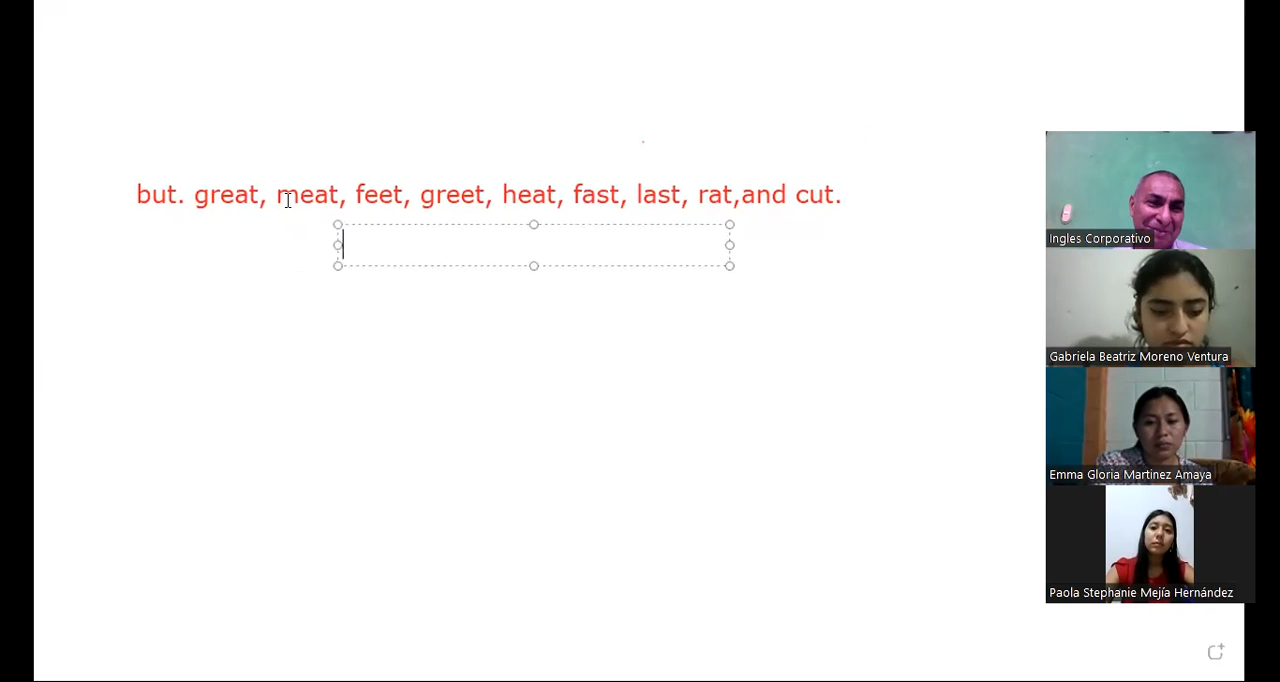 but. great, meat, feet, greet, heat, fast, last, rat,and cut.
Ingles Corporativo
Gabriela Beatriz Moreno Ventura
Emma Gloria Martinez Amaya
Paola Stephanie Mejía Hernández